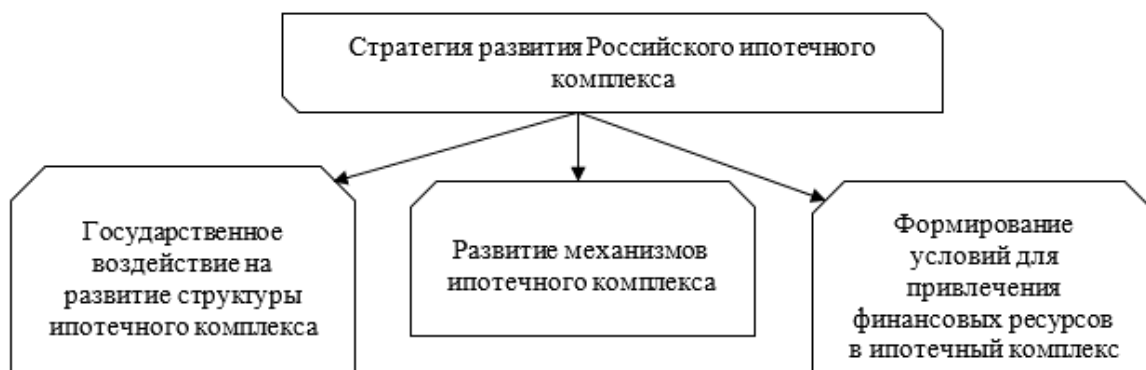 Стратегия развития Российского ипотечного
комплекса
Государственное
воздействие на
развитие структуры
ипотечного комплекса
Развитие механизмов
ипотечного комплекса
Формирование
условий для
привлечения
финансовых ресурсов
в ипотечный комплекс